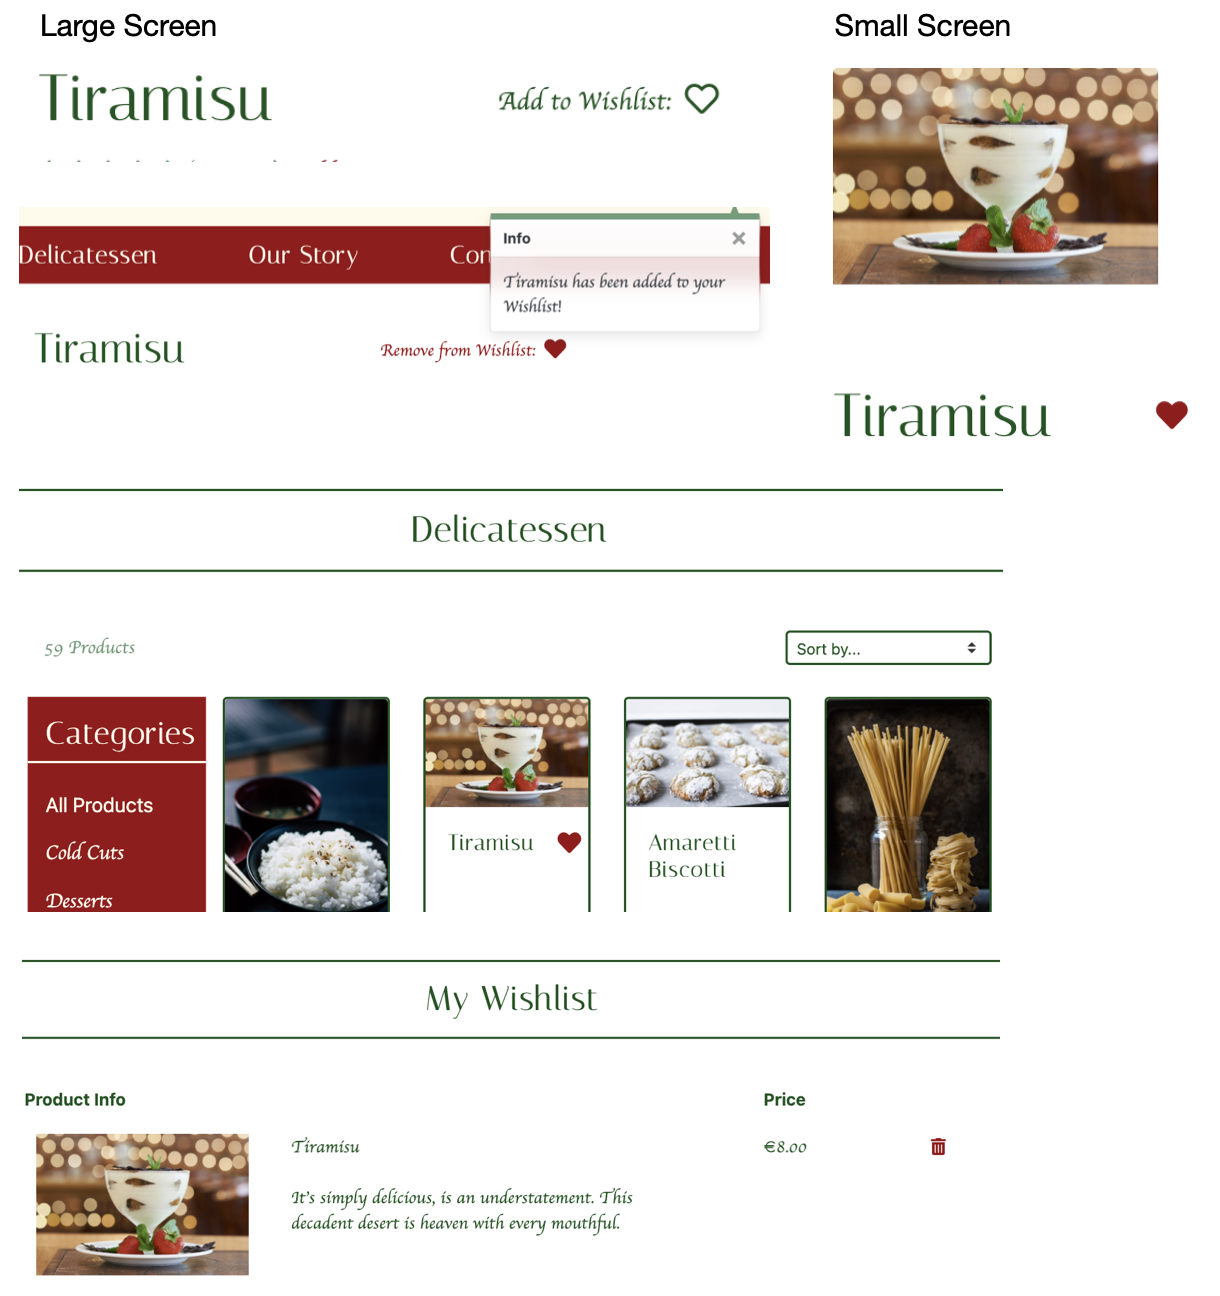 Large Screen
Small Screen
Tiramisu
Add to Wishlist:
Info
×
Delicatessen
Our Story
Con
Tiramisu has been added to your
Wishlist!
Tiramisu
Remove from Wishlist:
Tiramisu
Delicatessen
59 Products
Sort by...
Categories
All Products
Cold Cuts
Desserts
Tiramisu
Amaretti
Biscotti
My Wishlist
Product Info
Price
Tiramisu
€8.00
It's simply delicious, is an understatement. This
decadent desert is heaven with every mouthful.